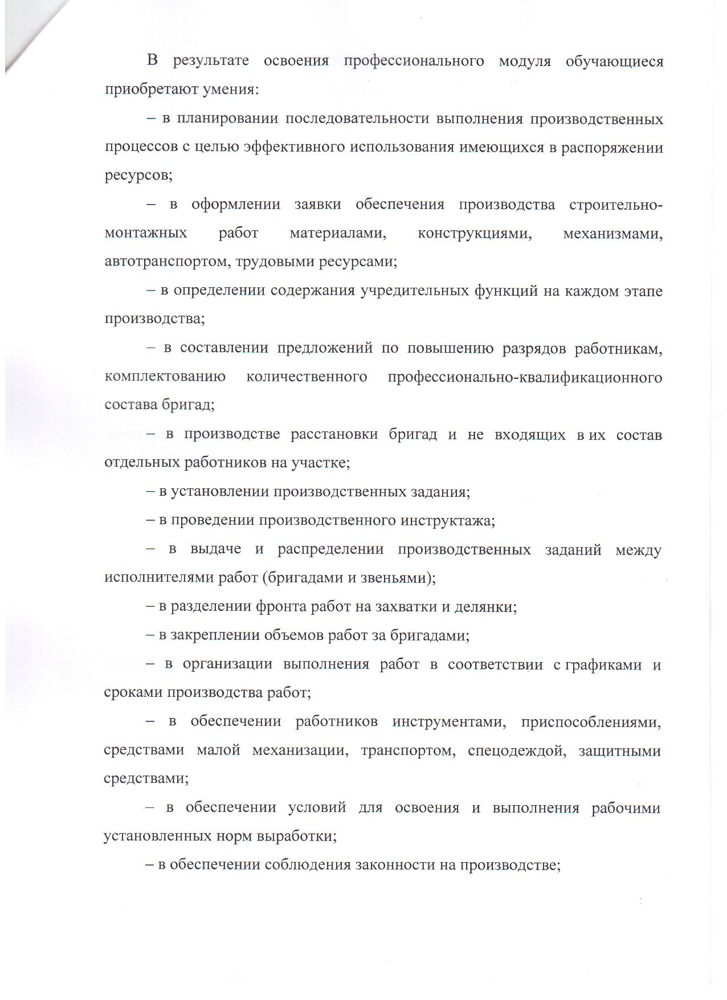 В результате освоения профессионального модуля обучающиеся
приобретают умения:
– в планировании последовательности выполнения производственных
процессов с целью эффективного использования имеющихся в распоряжении
ресурсов;
– в оформлении заявки обеспечения производства строительно-
монтажных работ материалами, конструкциями, механизмами,
автотранспортом, трудовыми ресурсами;
– в определении содержания учредительных функций на каждом этапе
производства;
– в составлении предложений по повышению разрядов работникам,
комплектованию количественного профессионально-квалификационного
состава бригад;
– в производстве расстановки бригад и не входящих в их состав
отдельных работников на участке;
– в установлении производственных задания;
– в проведении производственного инструктажа;
– в выдаче и распределении производственных заданий между
исполнителями работ (бригадами и звеньями);
– в разделении фронта работ на захватки и делянки;
– в закреплении объемов работ за бригадами;
– в организации выполнения работ в соответствии с графиками и
сроками производства работ;
– в обеспечении работников инструментами, приспособлениями,
средствами малой механизации, транспортом, спецодеждой, защитными
средствами;
– в обеспечении условий для освоения и выполнения рабочими
установленных норм выработки;
– в обеспечении соблюдения законности на производстве;